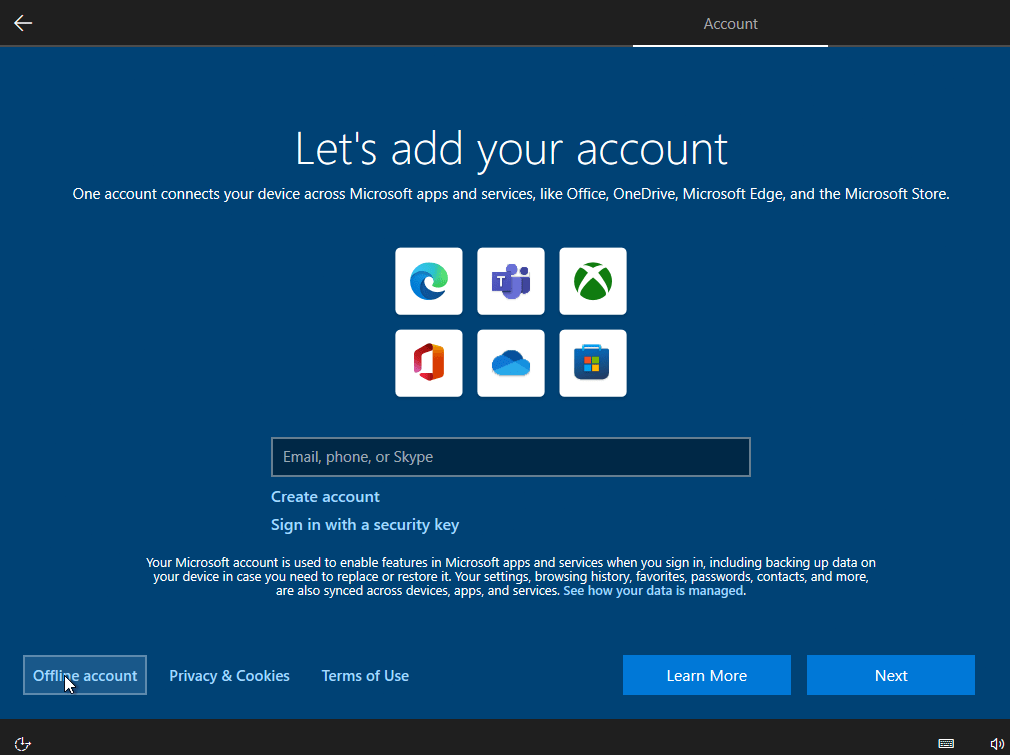 Account
Let's add your account
One account connects your device across Microsoft apps and services, like Office, OneDrive, Microsoft Edge, and the Microsoft Store.
T
Email, phone, or Skype
Create account
Sign in with a security key
Your Microsoft account is used to enable features in Microsoft apps and services when you sign in, including backing up data on
your device in case you need to replace or restore it. Your settings, browsing history, favorites, passwords, contacts, and more,
are also synced across devices, apps, and services. See how your data is managed.
Offline account
Privacy & Cookies
Terms of Use
Learn More
Next